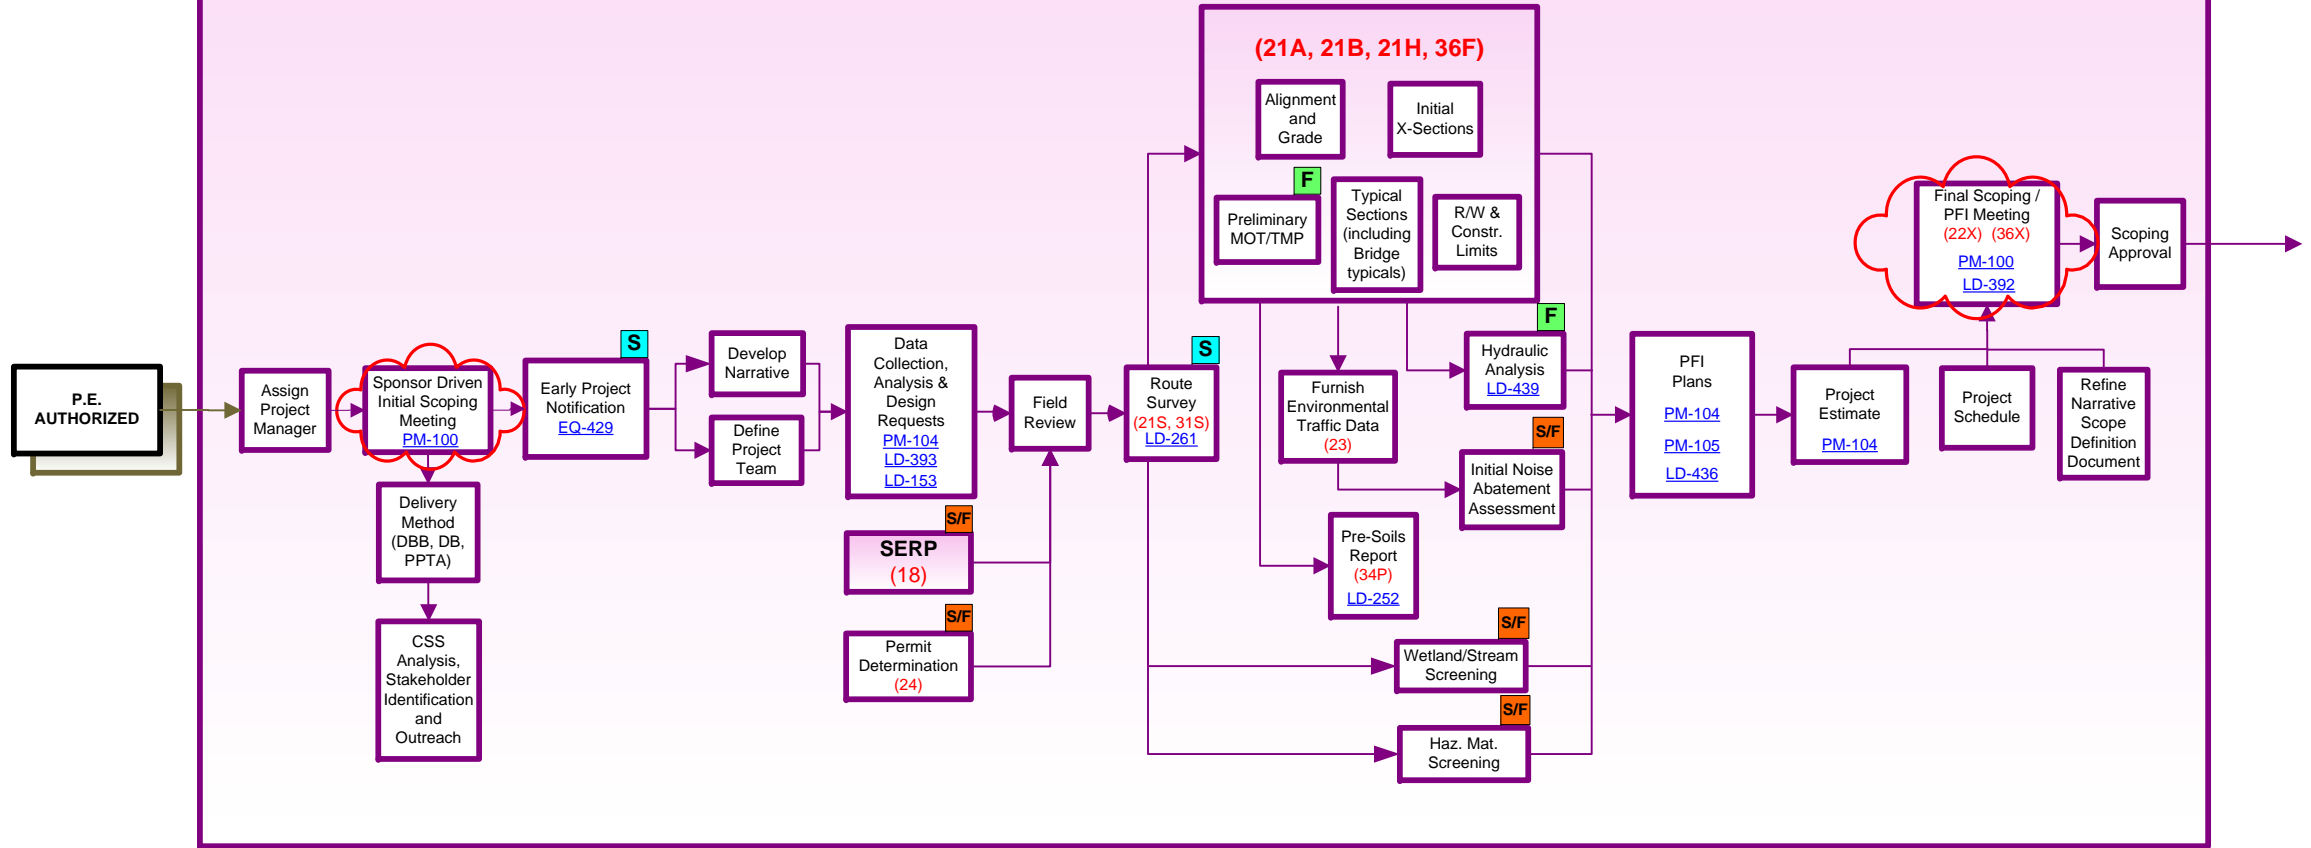 P.E.
AUTHORIZED
Assign
Project
Manager
Sponsor Driven
Initial Scoping
Meeting
PM-100
Delivery
Method
(DBB, DB,
PPTA)
CSS
Analysis,
Stakeholder
Identification
and
Outreach
S
Early Project
Notification
EQ-429
Develop
Narrative
Define
Project
Team
Data
Collection,
Analysis &
Design
Requests
PM-104
LD-393
LD-153
S/F
SERP
(18)
S/F
Permit
Determination
(24)
Field
Review
S
Route
Survey
(21S, 31S)
LD-261
(21A, 21B, 21H, 36F)
Alignment
and
Grade
Initial
X-Sections
F
Preliminary
MOT/TMP
Typical
Sections
(including
Bridge
typicals)
R/W &
Constr.
Limits
F
Hydraulic
Analysis
LD-439
Furnish
Environmental
Traffic Data
(23)
S/F
Initial Noise
Abatement
Assessment
Pre-Soils
Report
(34P)
LD-252
S/F
Wetland/Stream
Screening
S/F
Haz. Mat.
Screening
PFI
Plans
PM-104
PM-105
LD-436
Project
Estimate
PM-104
Project
Schedule
Refine
Narrative
Scope
Definition
Document
Final Scoping /
PFI Meeting
(22X) (36X)
PM-100
LD-392
Scoping
Approval